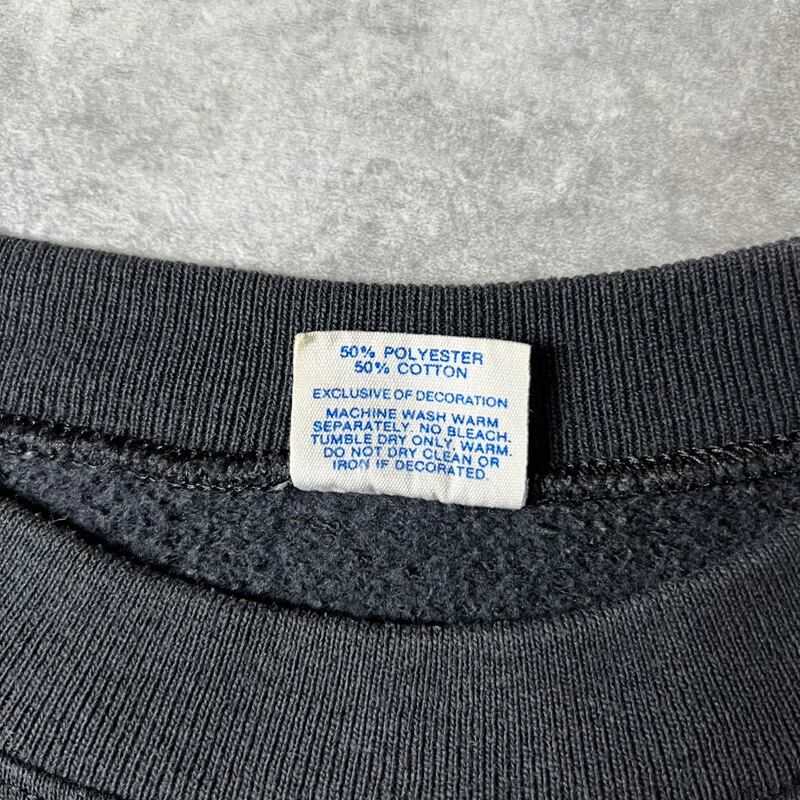 50% POLYESTER
50% COTTON
EXCLUSIVE OF DECORATION
MACHINE WASH WARM
SEPARATELY. NO BLEACH.
TUMBLE DRY ONLY, WARM.
DO NOT DRY CLEAN OR
IRON IF DECORATED.